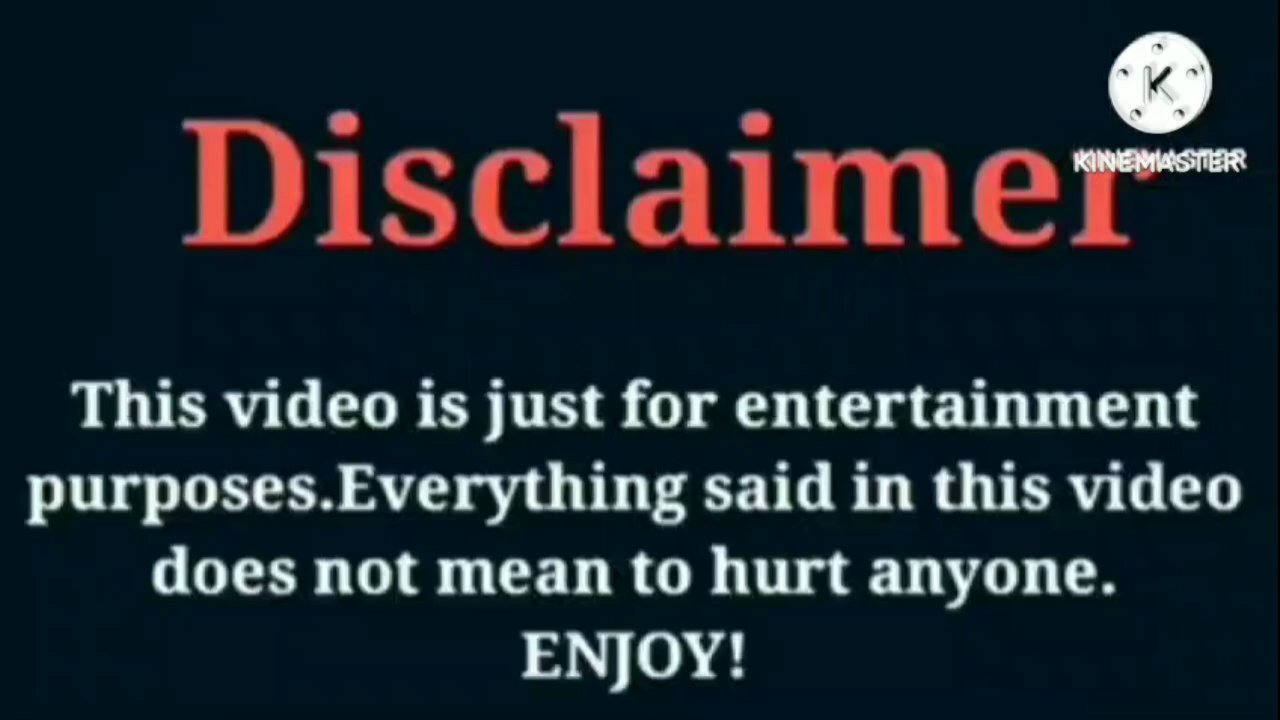 K
KINEMASTER
Disclaimer
This video is just for entertainment
purposes.Everything said in this video
does not mean to hurt anyone.
ENJOY!